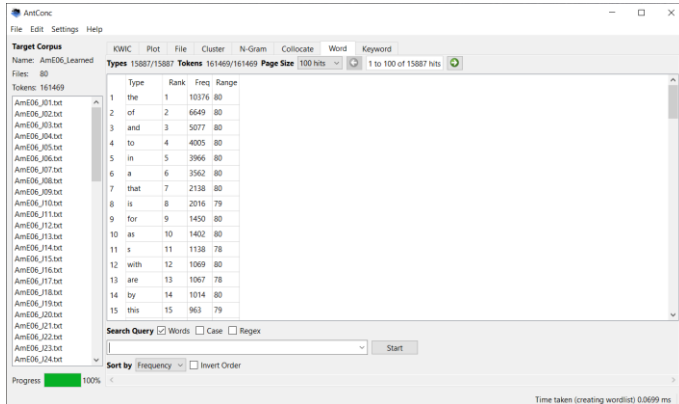 AntConc
File Edit Settings Help
Target Corpus
Name: AmE06_Learned
Files: 80
Tokens: 161469
AmE06_J01.txt
AmE06_J02.txt
AmE06_J03.txt
AmE06_J04.txt
AmE06_J05.txt
AmE06_J06.txt
AmE06_J07.txt
AmE06_J08.txt
AmE06_J09.txt
AmE06_J10.txt
AmE06_J11.txt
AmE06_J12.txt
AmE06_J13.txt
AmE06_J14.txt
AmE06_J15.txt
AmE06_J16.txt
AmE06_J17.txt
AmE06_J18.txt
AmE06_J19.txt
AmE06_J20.txt
AmE06_J21.txt
AmE06_J22.txt
AmE06_J23.txt
AmE06_J24.txt
Progress 100%
KWIC Plot File Cluster N-Gram Collocate Word Keyword
Types 15887/15887 Tokens 161469/161469 Page Size 100 hits 1 to 100 of 15887 hits
Type Rank Freq Range
1 the 1 10376 80
2 of 2 6649 80
3 and 3 5077 80
4 to 4 4005 80
5 in 5 3966 80
6 a 6 3562 80
7 that 7 2138 80
8 is 8 2016 79
9 for 9 1450 80
10 as 10 1402 80
11 s 11 1138 78
12 with 12 1069 80
13 are 13 1067 78
14 by 14 1014 80
15 this 15 963 79
Search Query Words Case Regex
Start
Sort by Frequency Invert Order
Time taken (creating wordlist) 0.0699 ms